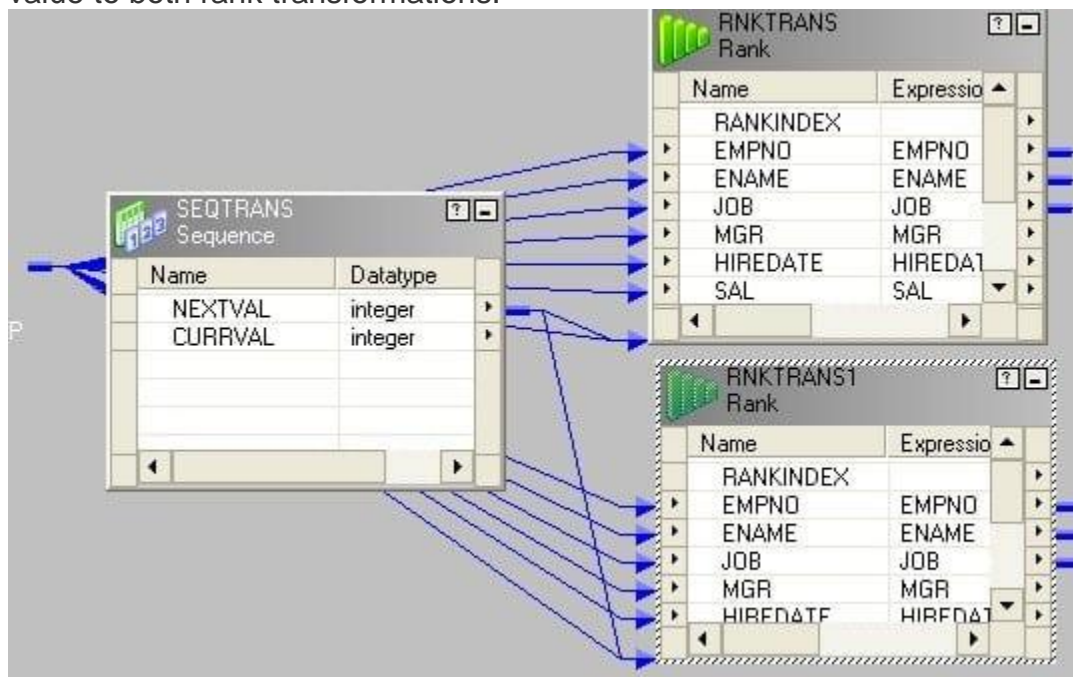 value to both rank transformations.
RNKTRANS
Rank
Name Expressio
RANKINDEX
EMPNO EMPNO
ENAME ENAME
JOB JOB
MGR MGR
HIREDATE HIREDAT
SAL SAL
SEQTRANS
Sequence
Name Datatype
NEXTVAL integer
CURRVAL integer
P
RNKTRANS1
Rank
Name Expressio
RANKINDEX
EMPNO EMPNO
ENAME ENAME
JOB JOB
MGR MGR
HIREDATE HIREDAT